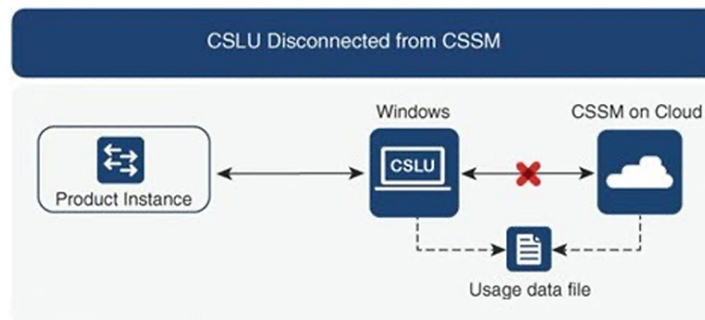 CSLU Disconnected from CSSM
Windows
CSSM on Cloud
CSLU
Product Instance
Usage data file